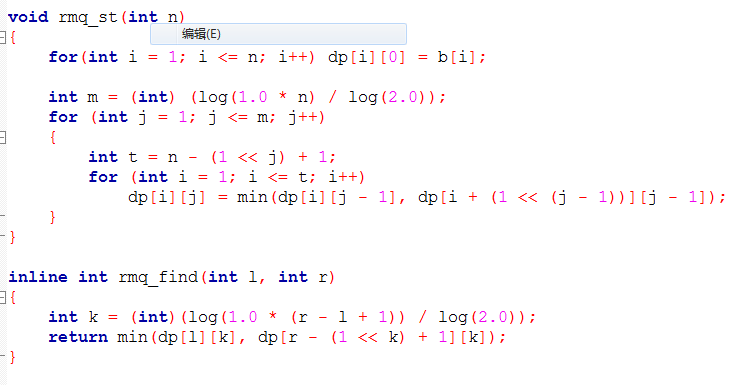 void rmq_st(int n)
编辑(E)
{
    for(int i = 1; i <= n; i++) dp[i][0] = b[i];
    int m = (int) (log(1.0 * n) / log(2.0));
    for (int j = 1; j <= m; j++)
    {
        int t = n - (1 << j) + 1;
        for (int i = 1; i <= t; i++)
            dp[i][j] = min(dp[i][j - 1], dp[i + (1 << (j - 1))][j - 1]);
    }
}
inline int rmq_find(int l, int r)
{
    int k = (int)(log(1.0 * (r - l + 1)) / log(2.0));
    return min(dp[l][k], dp[r - (1 << k) + 1][k]);
}